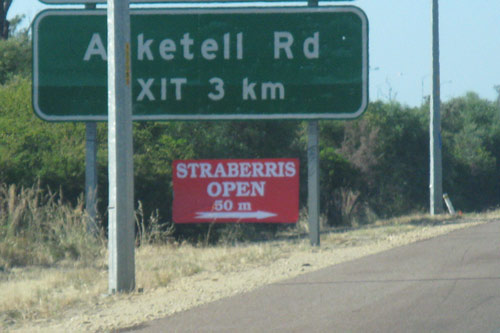 A ketell Rd
XIT 3 km
STRABERRIS
OPEN
50 m